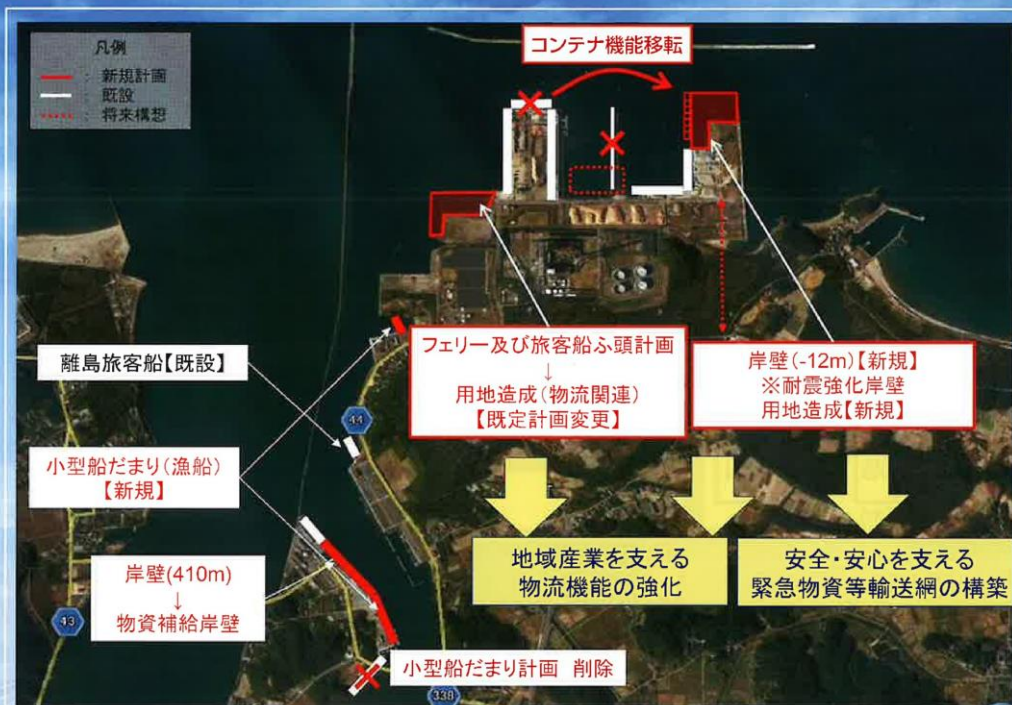 凡例
: 新規計画
: 既設
: 将来構想
コンテナ機能移転
離島旅客船【既設】
44
フェリー及び旅客船ふ頭計画
↓
用地造成(物流関連)
【既定計画変更】
岸壁(-12m)【新規】
※耐震強化岸壁
用地造成【新規】
小型船だまり(漁船)
【新規】
地域産業を支える
物流機能の強化
安全・安心を支える
緊急物資等輸送網の構築
岸壁(410m)
↓
物資補給岸壁
43
小型船だまり計画 削除
338